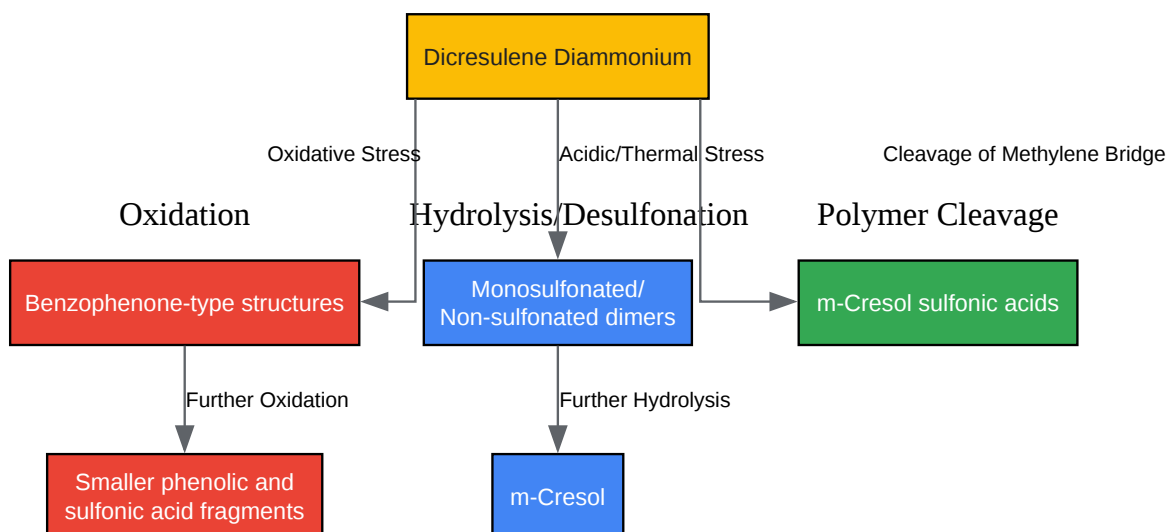 Dicresulene Diammonium
Oxidative Stress
Acidic/Thermal Stress
Cleavage of Methylene Bridge
Oxidation
Hydrolysis/Desulfonation
Polymer Cleavage
Benzophenone-type structures
Monosulfonated/
Non-sulfonated dimers
m-Cresol sulfonic acids
Further Oxidation
Further Hydrolysis
Smaller phenolic and
sulfonic acid fragments
m-Cresol